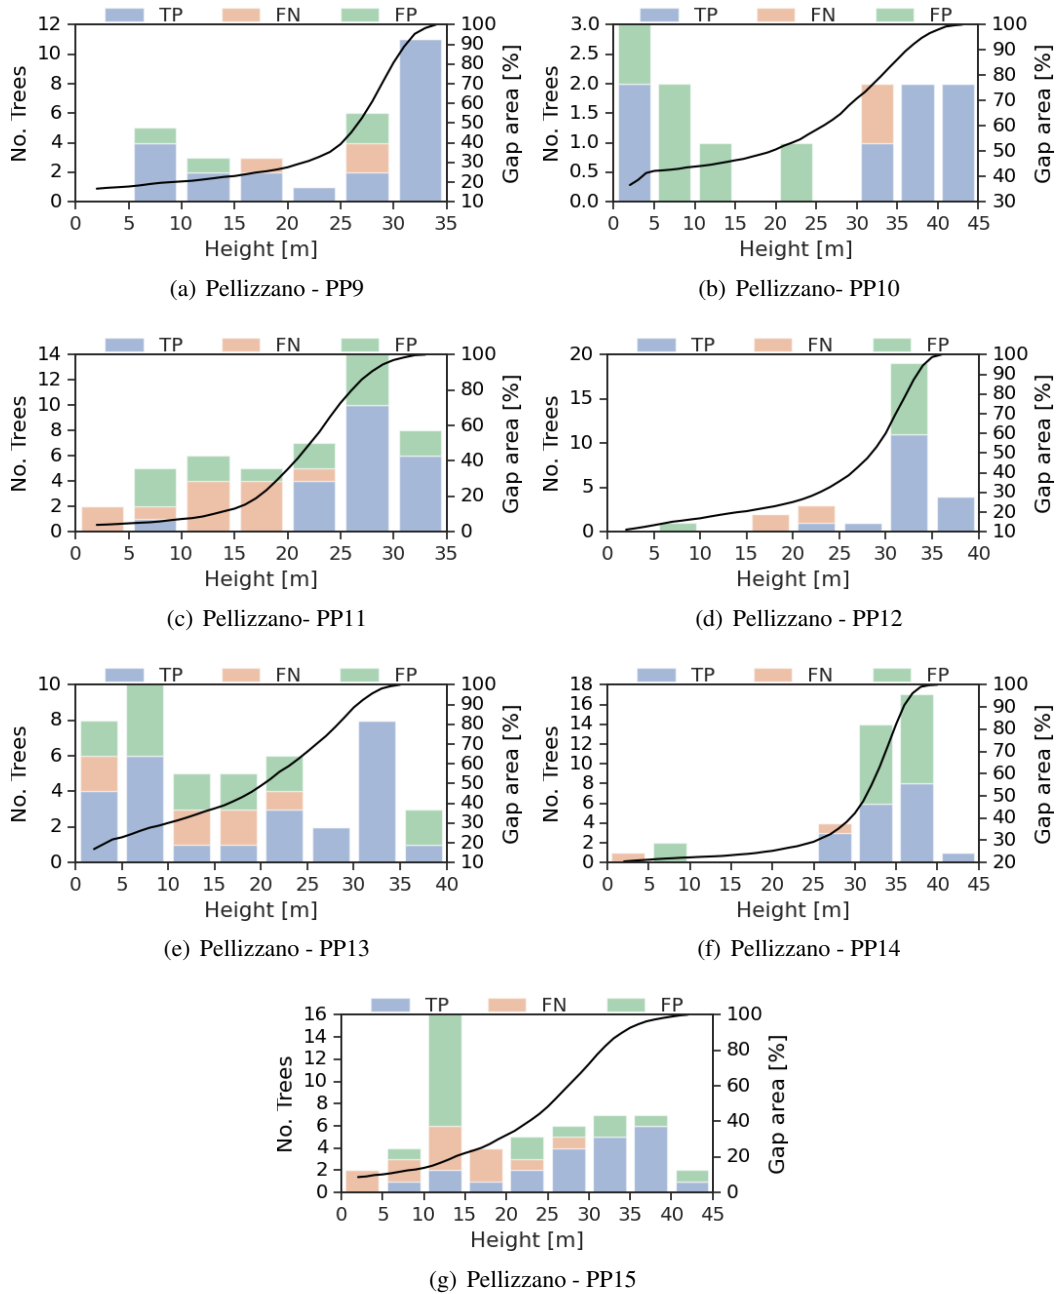 TP FN FP
No. Trees
12
10
8
6
4
2
0
100
90
80
70
60
50
40
30
20
10
Gap area [%]
0 5 10 15 20 25 30 35
Height [m]
(a) Pellizzano - PP9
TP FN FP
No. Trees
3.0
2.5
2.0
1.5
1.0
0.5
0.0
100
90
80
70
60
50
40
30
Gap area [%]
0 5 10 15 20 25 30 35 40 45
Height [m]
(b) Pellizzano- PP10
TP FN FP
No. Trees
14
12
10
8
6
4
2
0
100
80
60
40
20
0
Gap area [%]
0 5 10 15 20 25 30 35
Height [m]
(c) Pellizzano- PP11
TP FN FP
No. Trees
20
15
10
5
0
100
90
80
70
60
50
40
30
20
10
Gap area [%]
0 5 10 15 20 25 30 35 40
Height [m]
(d) Pellizzano - PP12
TP FN FP
No. Trees
10
8
6
4
2
0
100
90
80
70
60
50
40
30
20
10
Gap area [%]
0 5 10 15 20 25 30 35 40
Height [m]
(e) Pellizzano - PP13
TP FN FP
No. Trees
18
16
14
12
10
8
6
4
2
0
100
90
80
70
60
50
40
30
20
Gap area [%]
0 5 10 15 20 25 30 35 40 45
Height [m]
(f) Pellizzano - PP14
TP FN FP
No. Trees
16
14
12
10
8
6
4
2
0
100
80
60
40
20
0
Gap area [%]
0 5 10 15 20 25 30 35 40 45
Height [m]
(g) Pellizzano - PP15